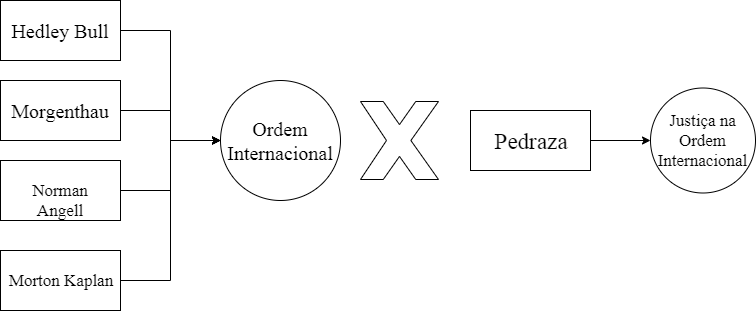 Hedley Bull
Morgenthau
Norman
Angell
Morton Kaplan
Ordem
Internacional
X
Pedraza
Justiça na
Ordem
Internacional